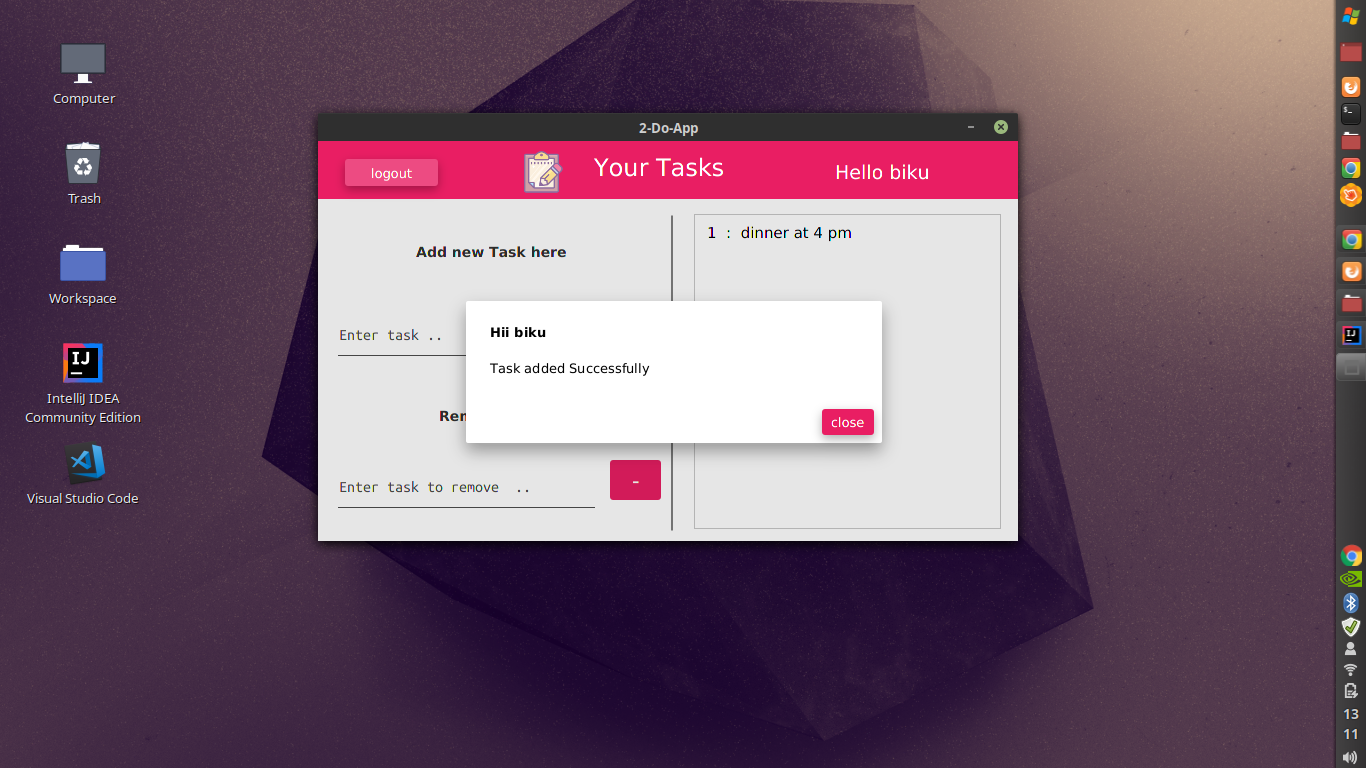 Computer
Trash
Workspace
IJ
IntelliJ IDEA
Community Edition
Visual Studio Code
2-Do-App
logout
Your Tasks
Hello biku
Add new Task here
Enter task ..
1 : dinner at 4 pm
Hii biku
Task added Successfully
close
Enter task to remove ..
-
$_
IJ
13
11